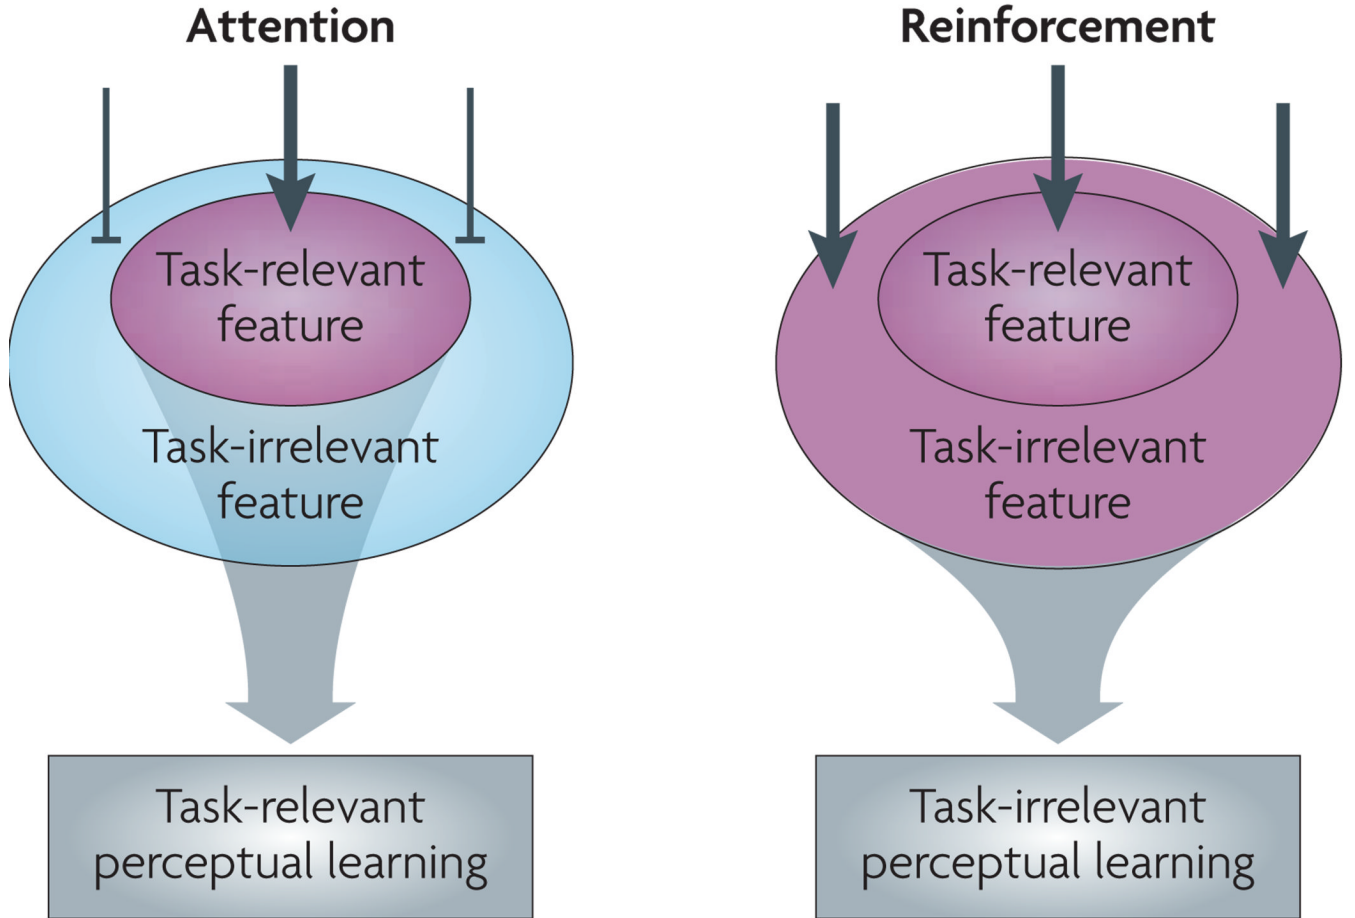 Attention
Task-relevant
feature
Task-irrelevant
feature
Task-relevant
perceptual learning
Reinforcement
Task-relevant
feature
Task-irrelevant
feature
Task-irrelevant
perceptual learning